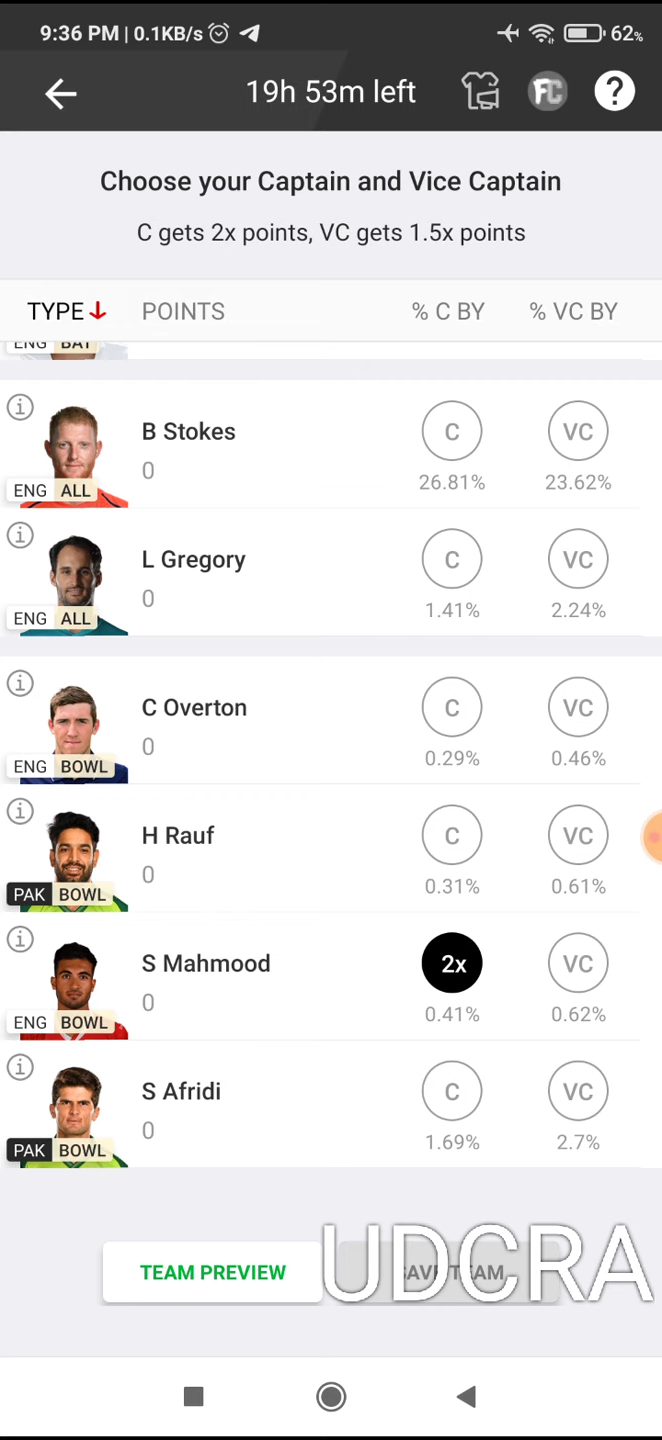 9:36 PM | 0.1KB/s
62%
19h 53m left
FC
?
Choose your Captain and Vice Captain
C gets 2x points, VC gets 1.5x points
TYPE POINTS % C BY % VC BY
ENG BAT
B Stokes
0
ENG ALL
C
26.81%
VC
23.62%
L Gregory
0
ENG ALL
C
1.41%
VC
2.24%
C Overton
0
ENG BOWL
C
0.29%
VC
0.46%
H Rauf
0
PAK BOWL
C
0.31%
VC
0.61%
S Mahmood
0
ENG BOWL
2x
0.41%
VC
0.62%
S Afridi
0
PAK BOWL
C
1.69%
VC
2.7%
TEAM PREVIEW
SAVE TEAM
UDCRA